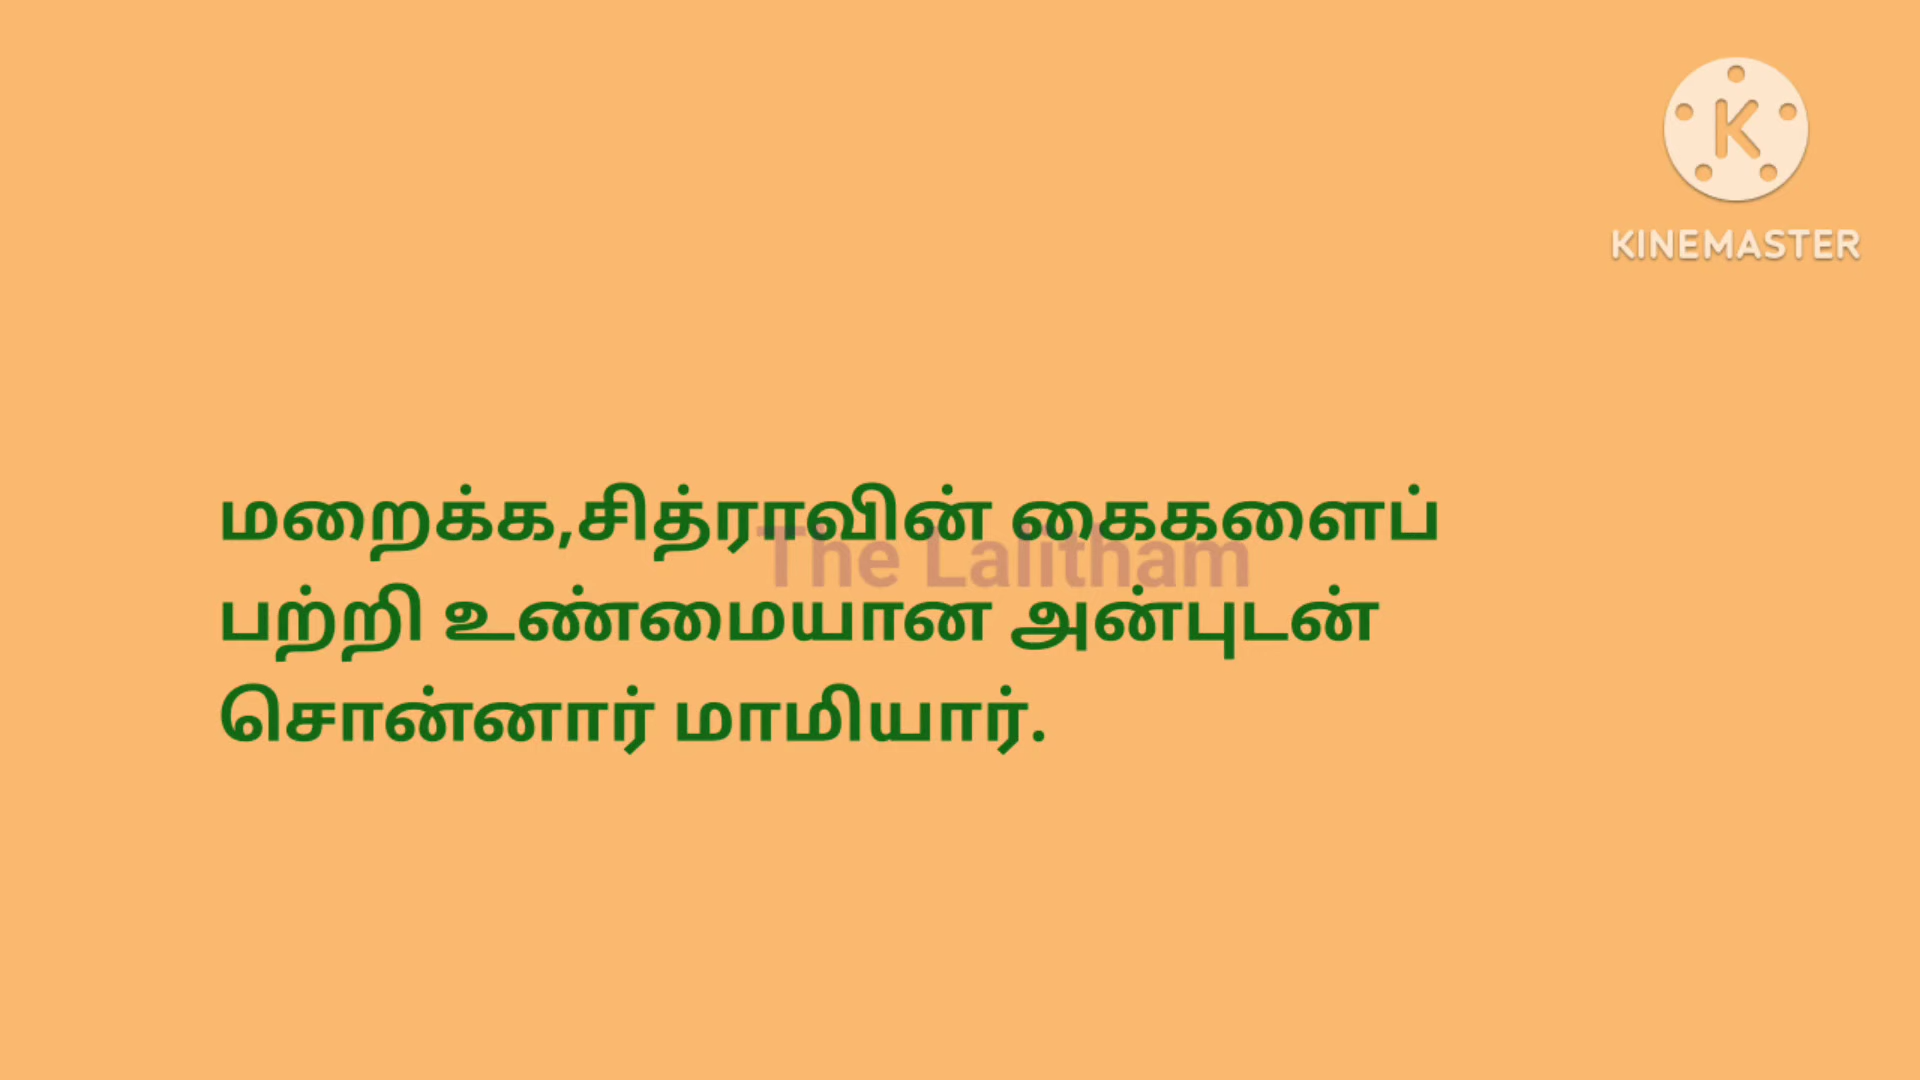 K
KINEMASTER
மறைக்க,சித்ராவின் கைகளைப்
The Lalitham
பற்றி உண்மையான அன்புடன்
சொன்னார் மாமியார்.